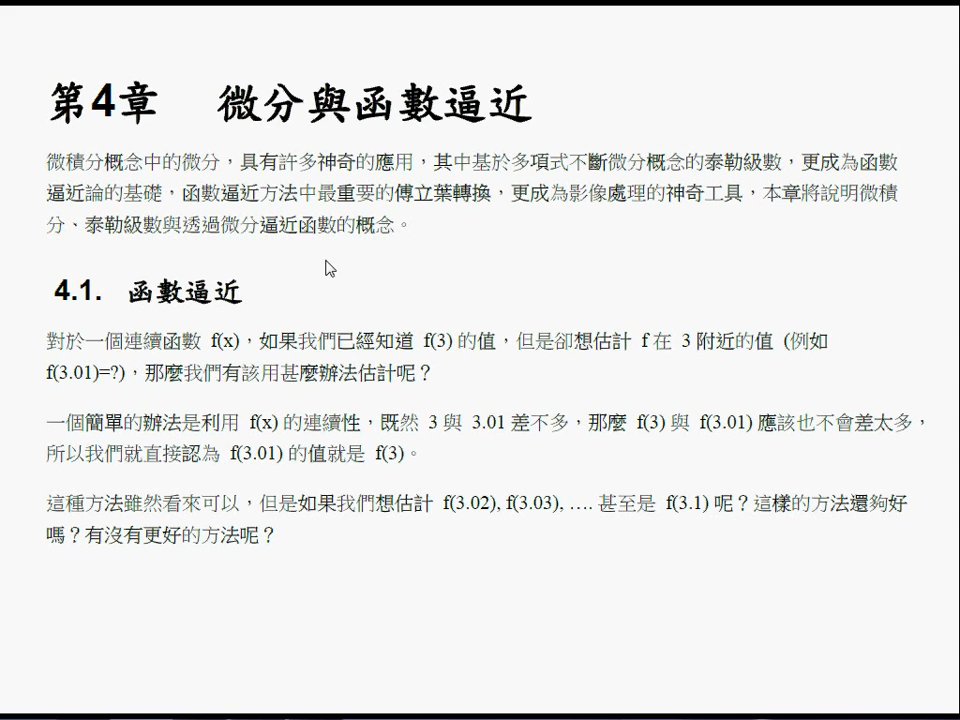 第4章 微分與函數逼近
微積分概念中的微分，具有許多神奇的應用，其中基於多項式不斷微分概念的泰勒級數，更成為函數
逼近論的基礎，函數逼近方法中最重要的傅立葉轉換，更成為影像處理的神奇工具，本章將說明微積
分、泰勒級數與透過微分逼近函數的概念。
4.1. 函數逼近
對於一個連續函數 f(x)，如果我們已經知道 f(3) 的值，但是卻想估計 f 在 3 附近的值 (例如
f(3.01)=?)，那麼我們有該用甚麼辦法估計呢？
一個簡單的辦法是利用 f(x) 的連續性，既然 3 與 3.01 差不多，那麼 f(3) 與 f(3.01) 應該也不會差太多，
所以我們就直接認為 f(3.01) 的值就是 f(3)。
這種方法雖然看來可以，但是如果我們想估計 f(3.02), f(3.03), …. 甚至是 f(3.1) 呢？這樣的方法還夠好
嗎？有沒有更好的方法呢？